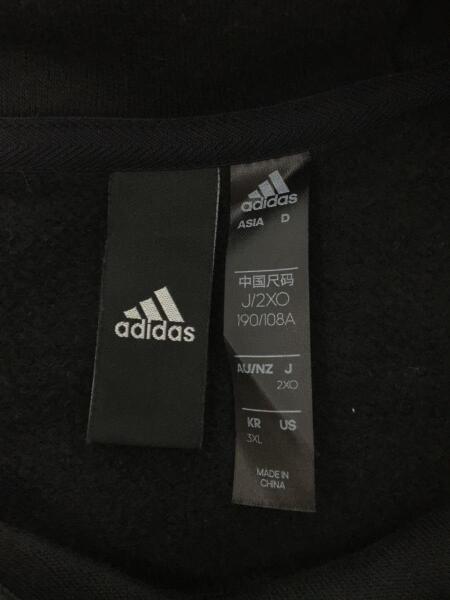 adidas
adidas
ASIA D
中国尺码
J/2XO
190/108A
AU/NZ J
2XO
KR US
3XL
MADE IN
CHINA